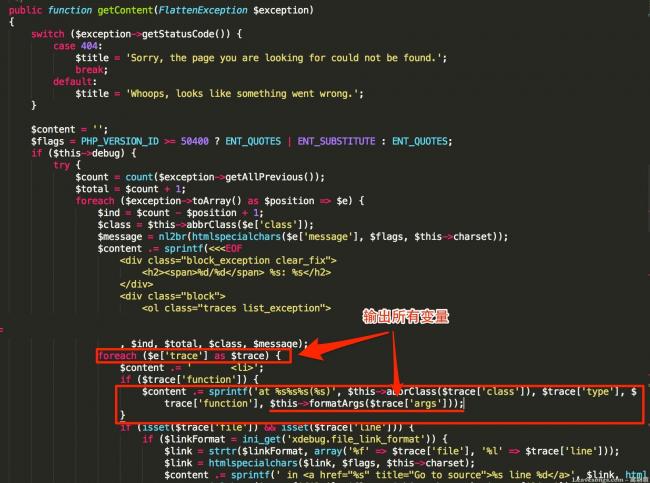 public function getContent(FlattenException $exception)
{
switch ($exception->getStatusCode()) {
case 404:
$title = 'Sorry, the page you are looking for could not be found.';
break;
default:
$title = 'Whoops, looks like something went wrong.';
}
$content = '';
$flags = PHP_VERSION_ID >= 50400 ? ENT_QUOTES | ENT_SUBSTITUTE : ENT_QUOTES;
if ($this->debug) {
try {
$count = count($exception->getAllPrevious());
$total = $count + 1;
foreach ($exception->toArray() as $position => $e) {
$ind = $count - $position + 1;
$class = $this->abbrClass($e['class']);
$message = nl2br(htmlspecialchars($e['message'], $flags, $this->charset));
$content .= sprintf(<<<EOF
<div class="block_exception clear_fix">
<h2><span>%d/%d</span> %s: %s</h2>
</div>
<div class="block">
<ol class="traces list_exception">
输出所有变量
, $ind, $total, $class, $message);
foreach ($e['trace'] as $trace) {
$content .= ' <li>';
if ($trace['function']) {
$content .= sprintf('at %s%s%s(%s)', $this->abbrClass($trace['class']), $trace['type'], $
trace['function'], $this->formatArgs($trace['args']));
}
if (isset($trace['file']) && isset($trace['line'])) {
if ($linkFormat = ini_get('xdebug.file_link_format')) {
$link = strtr($linkFormat, array('%f' => $trace['file'], '%l' => $trace['line']));
$link = htmlspecialchars($link, $flags, $this->charset);
$content .= sprintf(' in <a href="%s" title="Go to source">%s line %d</a>', $link, html